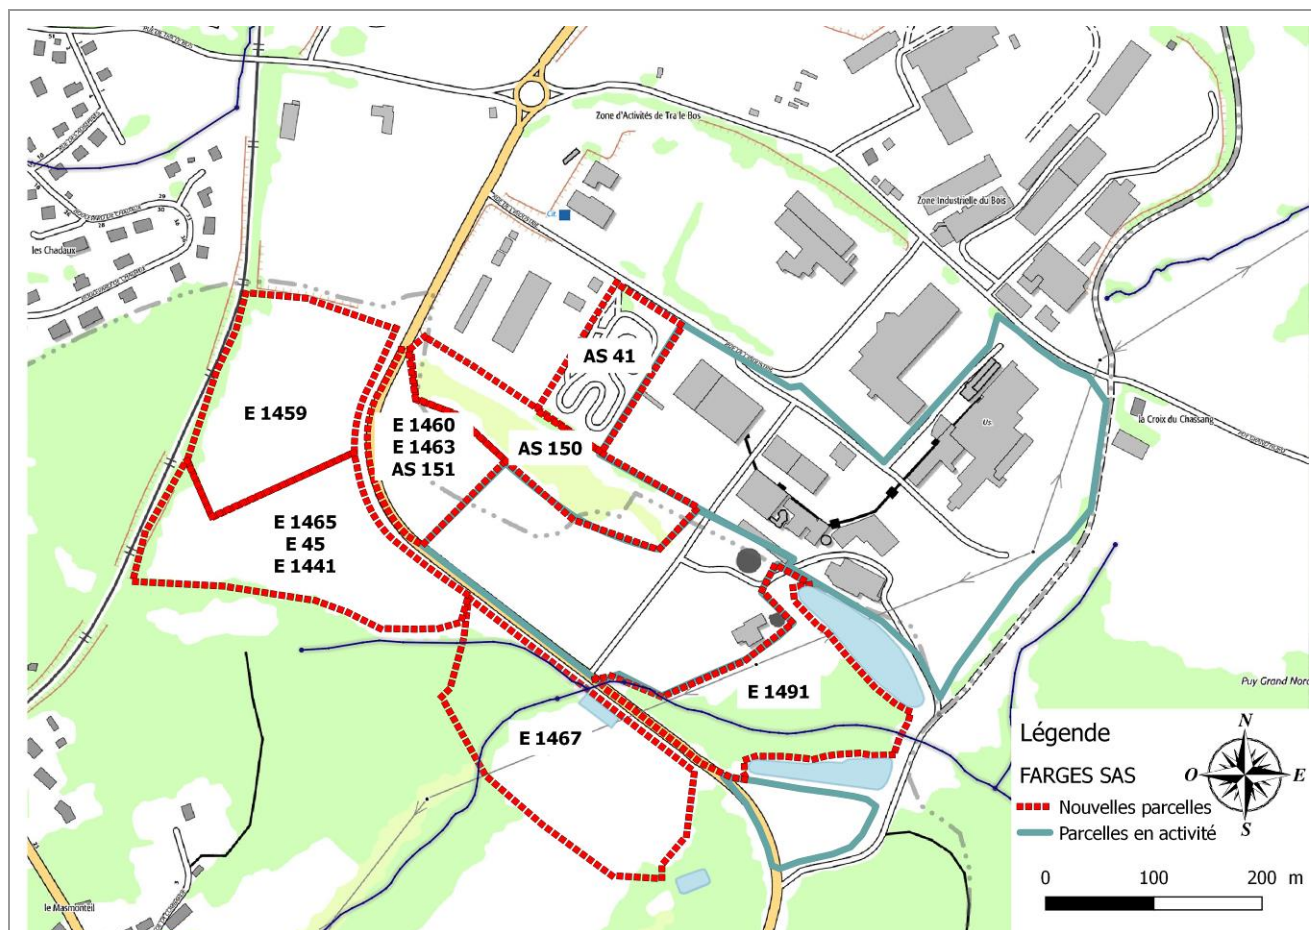 Zone d'Activités de Tra le Bos
Zone Industrielle du Bois
les Chadaux
AS 41
la Croix du Chassang
E 1459
E 1460
E 1463
AS 151
AS 150
Us.
E 1465
E 45
E 1441
E 1491
Puy Grand Nord
E 1467
Légende
FARGES SAS
Nouvelles parcelles
Parcelles en activité
N
O
E
S
0 100 200 m
le Masmonteil